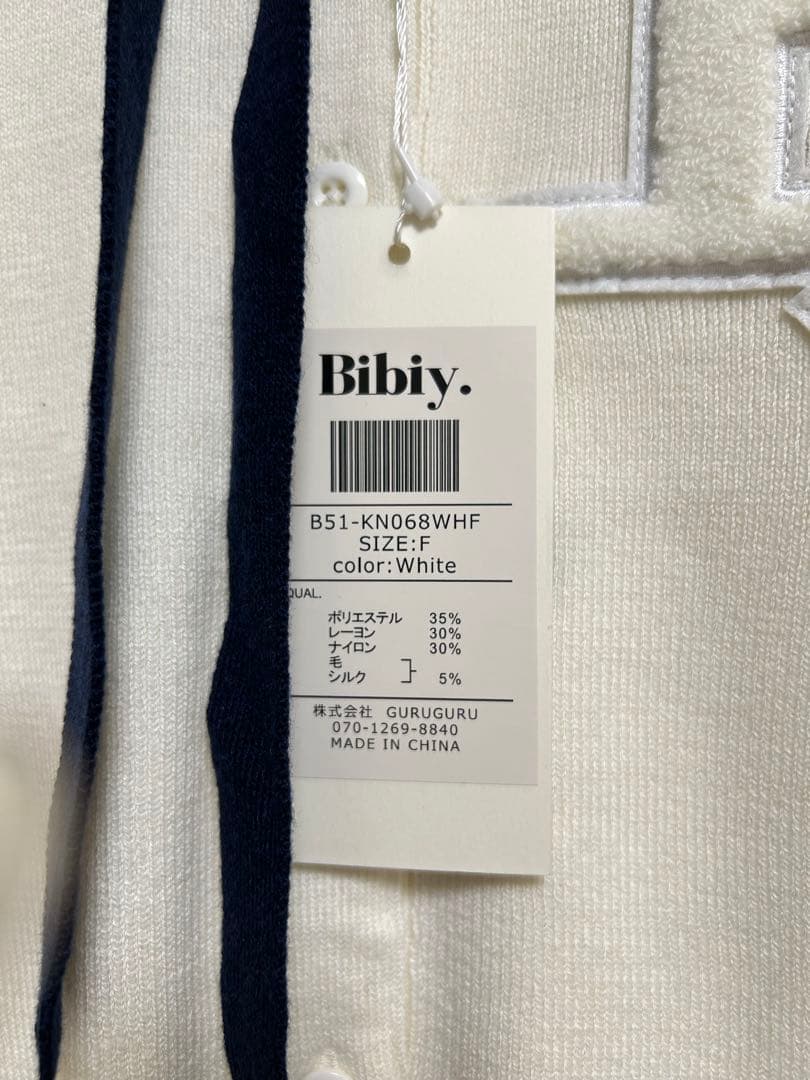 Bibiy.
B51-KN068WHF
SIZE:F
color:White
QUAL.
ポリエステル 35%
レーヨン 30%
ナイロン 30%
毛
シルク 5%
株式会社 GURUGURU
070-1269-8840
MADE IN CHINA